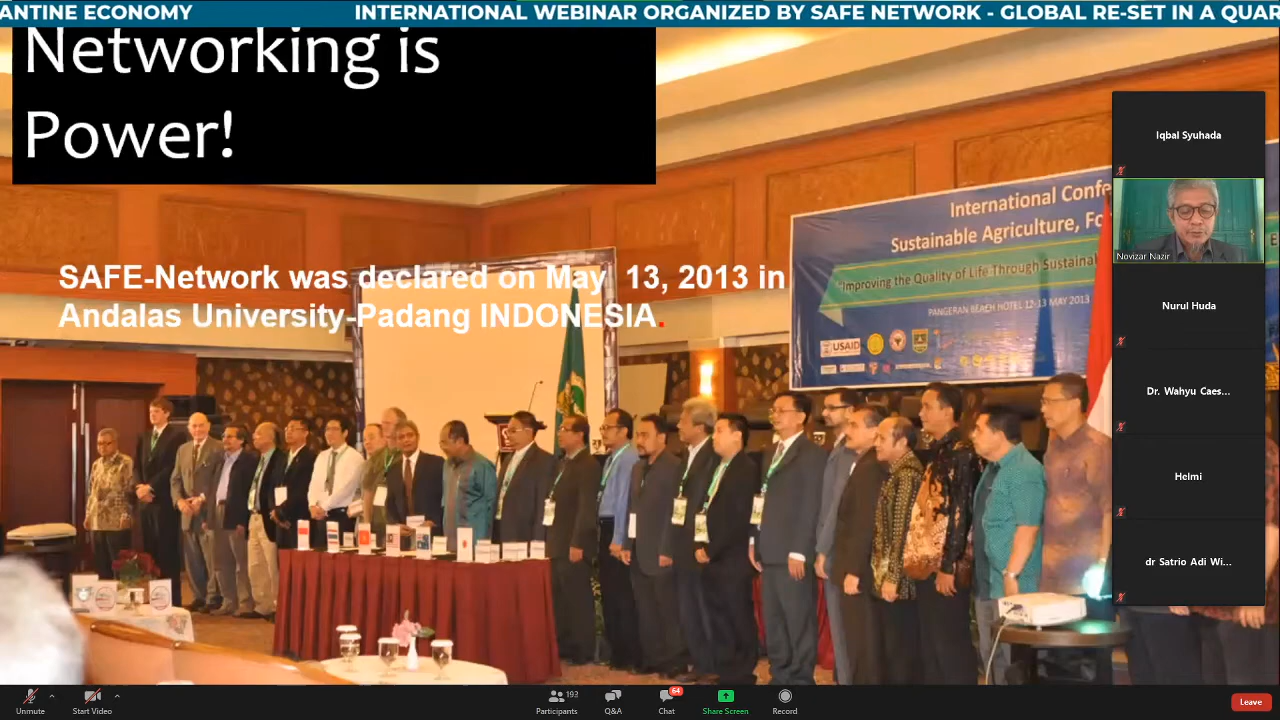 ANTINE ECONOMY
INTERNATIONAL WEBINAR ORGANIZED BY SAFE NETWORK - GLOBAL RE-SET IN A QUAR
Networking is
Power!
SAFE-Network was declared on May 13, 2013 in
Andalas University-Padang INDONESIA.
International Confe
Sustainable Agriculture, Fo
"Improving the Quality of Life Through Sustainab
PANGERAN BEACH HOTEL 12-13 MAY 2013
USAID
Iqbal Syuhada
Novizar Nazir
Nurul Huda
Dr. Wahyu Caes...
Helmi
dr Satrio Adi Wi...
Unmute
Start Video
193
Participants
Q&A
64
Chat
Share Screen
Record
Leave